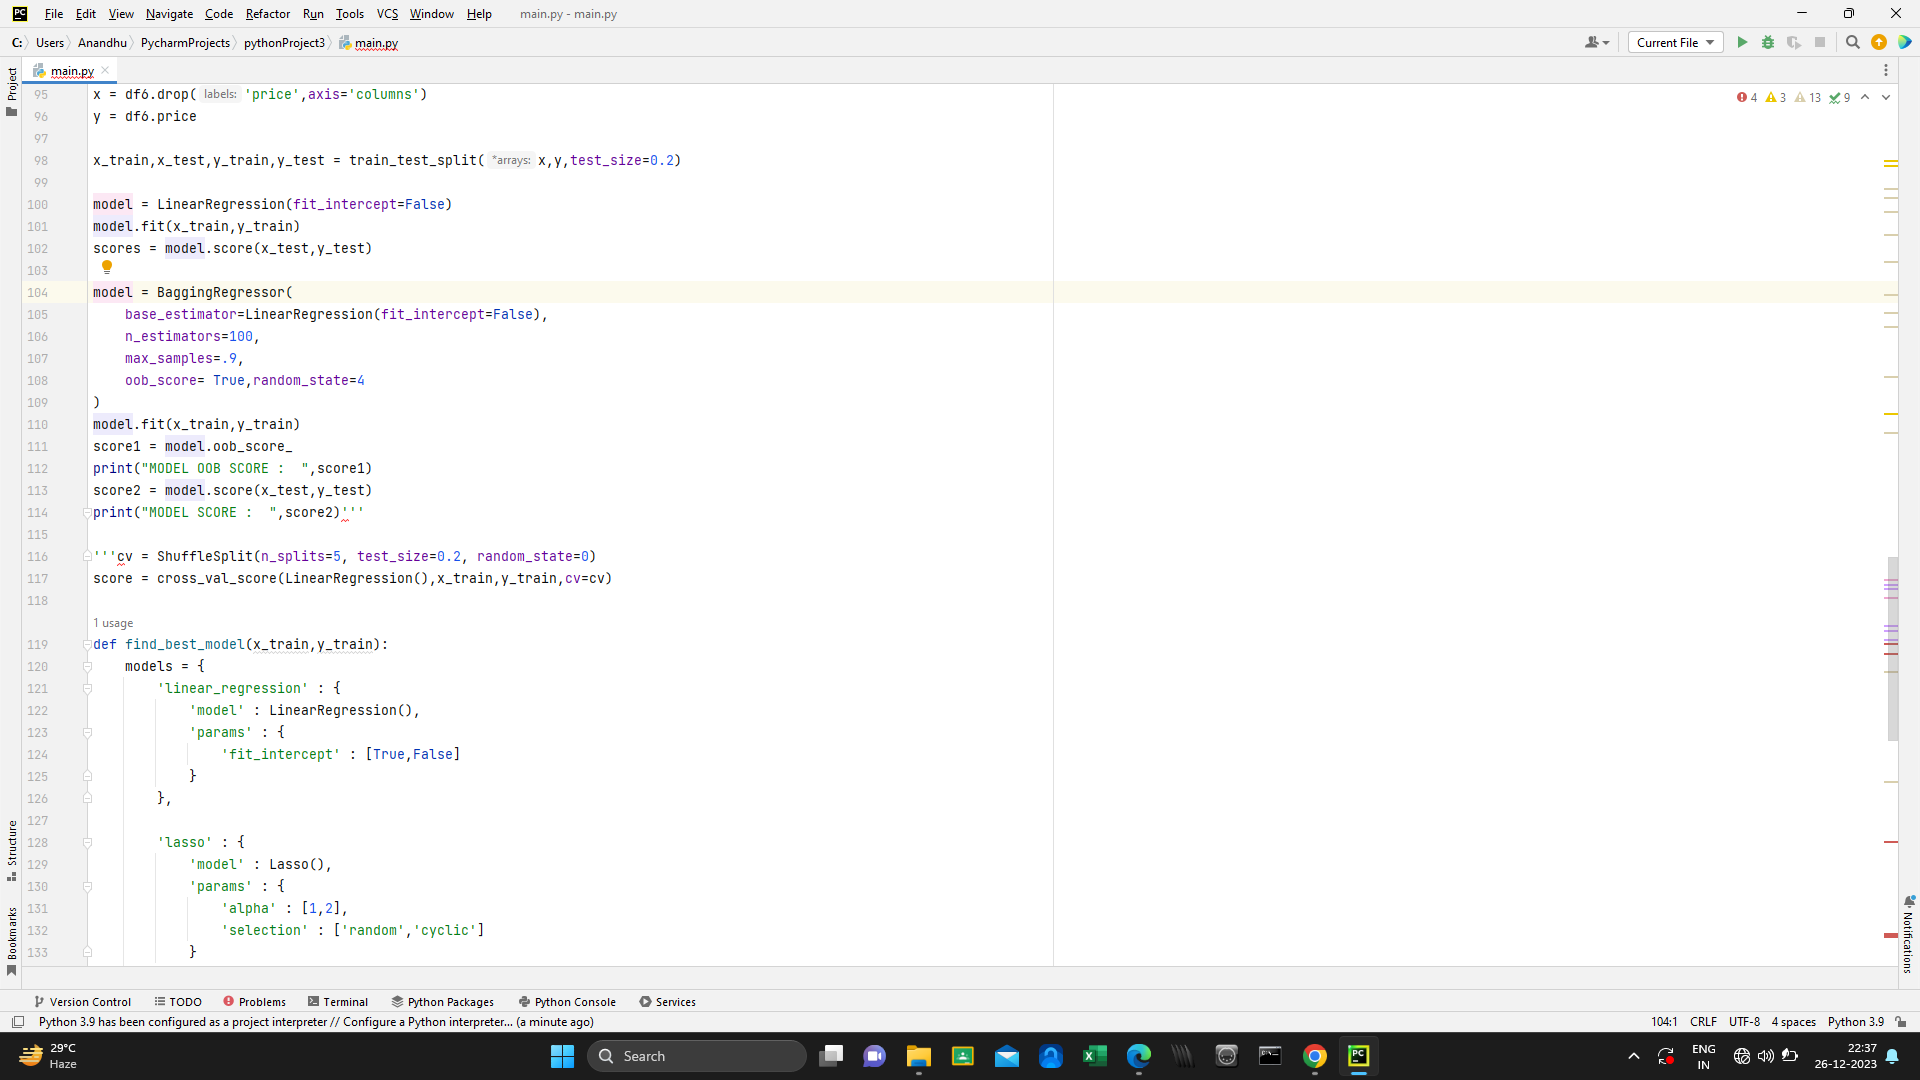 PC File Edit View Navigate Code Refactor Run Tools VCS Window Help main.py - main.py
C: Users Anandhu PycharmProjects pythonProject3 main.py Current File
Project
main.py
4 3 13 9
95 x = df6.drop( labels: 'price',axis='columns')
96 y = df6.price
97
98 x_train,x_test,y_train,y_test = train_test_split( *arrays: x,y,test_size=0.2)
99
100 model = LinearRegression(fit_intercept=False)
101 model.fit(x_train,y_train)
102 scores = model.score(x_test,y_test)
103
104 model = BaggingRegressor(
105 base_estimator=LinearRegression(fit_intercept=False),
106 n_estimators=100,
107 max_samples=.9,
108 oob_score= True,random_state=4
109 )
110 model.fit(x_train,y_train)
111 score1 = model.oob_score_
112 print("MODEL OOB SCORE :  ",score1)
113 score2 = model.score(x_test,y_test)
114 print("MODEL SCORE :  ",score2)'''
115
116 '''cv = ShuffleSplit(n_splits=5, test_size=0.2, random_state=0)
117 score = cross_val_score(LinearRegression(),x_train,y_train,cv=cv)
118
1 usage
119 def find_best_model(x_train,y_train):
120 models = {
121 'linear_regression' : {
122 'model' : LinearRegression(),
123 'params' : {
124 'fit_intercept' : [True,False]
125 }
126 },
127
128 'lasso' : {
129 'model' : Lasso(),
130 'params' : {
131 'alpha' : [1,2],
132 'selection' : ['random','cyclic']
133 }
Structure
Bookmarks
Notifications
Version Control TODO Problems Terminal Python Packages Python Console Services
Python 3.9 has been configured as a project interpreter // Configure a Python interpreter... (a minute ago) 104:1 CRLF UTF-8 4 spaces Python 3.9
29°C
Haze
Search
PC
ENG
IN
22:37
26-12-2023